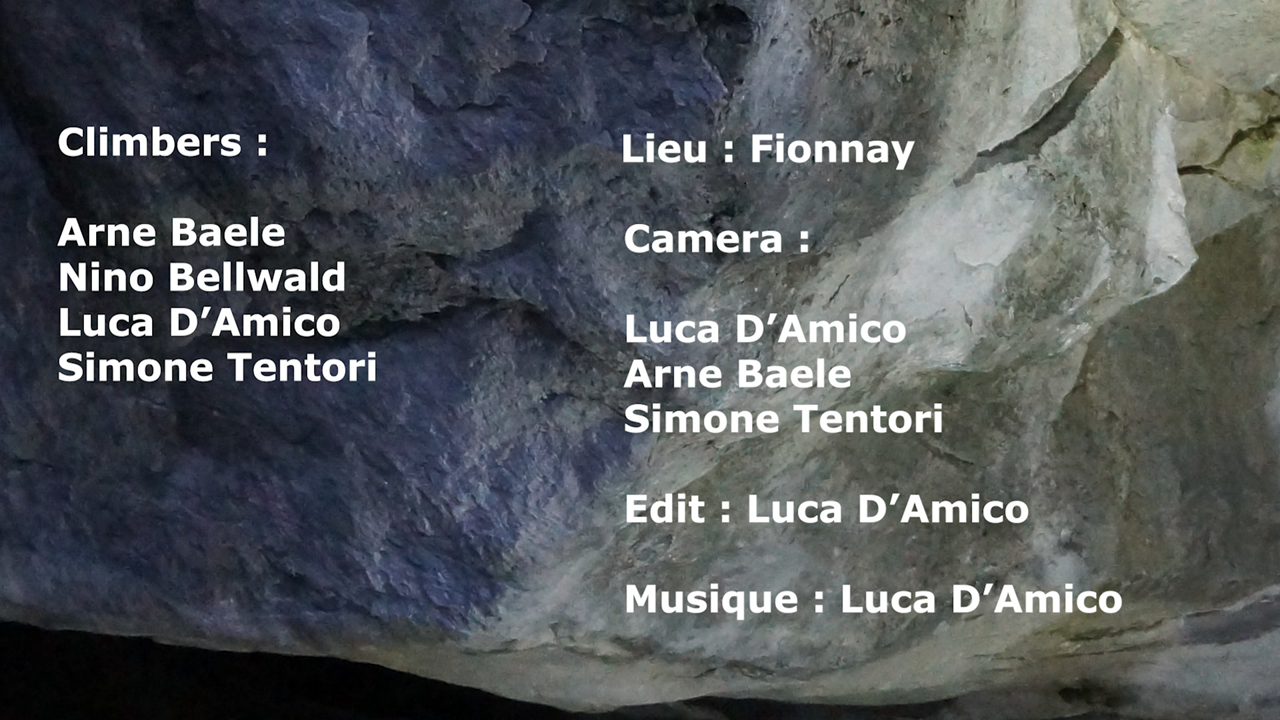 Climbers :
Arne Baele
Nino Bellwald
Luca D’Amico
Simone Tentori
Lieu : Fionnay
Camera :
Luca D’Amico
Arne Baele
Simone Tentori
Edit : Luca D’Amico
Musique : Luca D’Amico